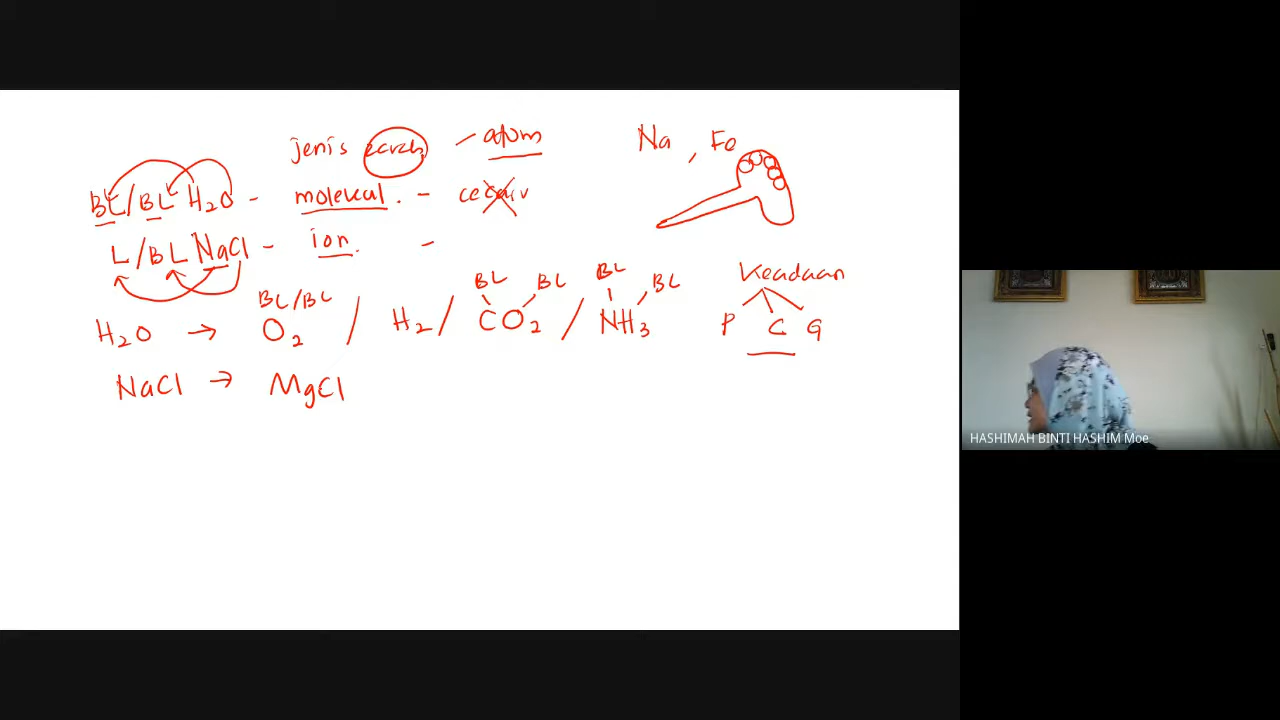 jenis zarah - atom Na, Fe
BL/BL H₂O - molekul. -
L/BL NaCl - ion. -
BL/BL BL BL BL BL Keadaan
H₂O → O₂ / H₂ / CO₂ / NH₃ P C G
NaCl → MgCl
HASHIMAH BINTI HASHIM Moe